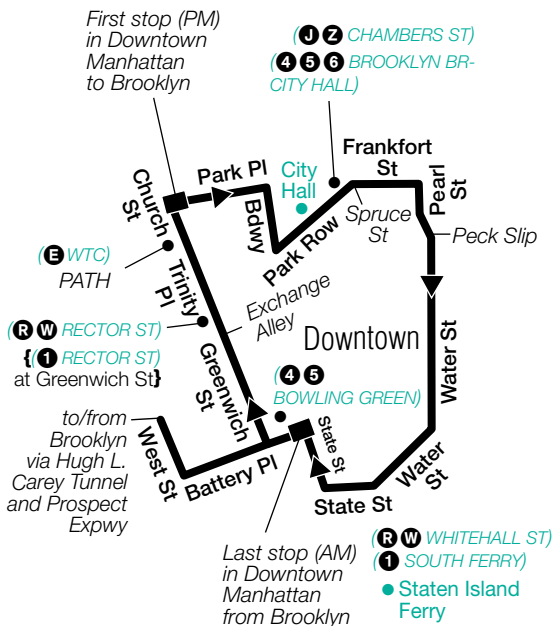 First stop (PM)
in Downtown
Manhattan
to Brooklyn
(J Z CHAMBERS ST)
(4 5 6 BROOKLYN BR-
CITY HALL)
Frankfort
St
Park Pl
City
Hall
Pearl
St
Church
St
Bdwy
Park Row
Spruce
St
Peck Slip
(E WTC)
PATH
Trinity
Pl
Exchange
Alley
(R W RECTOR ST)
{(1 RECTOR ST)
at Greenwich St}
Downtown
Water St
Greenwich
St
(4 5
BOWLING GREEN)
to/from
Brooklyn
via Hugh L.
Carey Tunnel
and Prospect
Expwy
West St
Battery Pl
State St
State St
Water
St
Last stop (AM)
in Downtown
Manhattan
from Brooklyn
(R W WHITEHALL ST)
(1 SOUTH FERRY)
Staten Island
Ferry